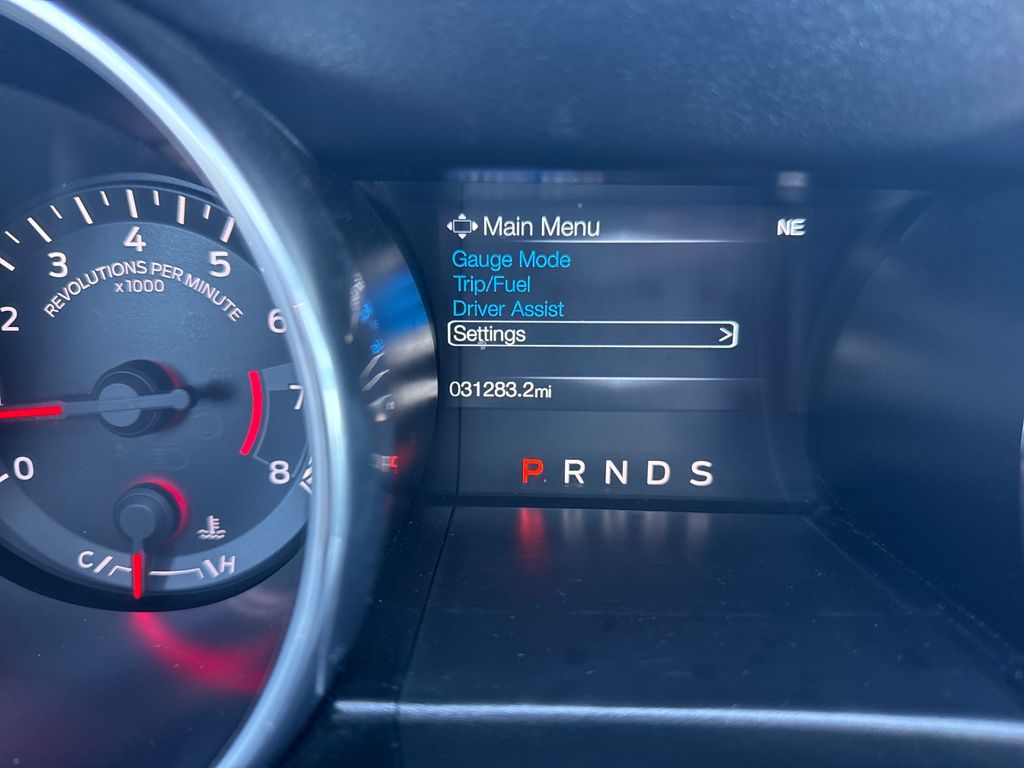 Main Menu NE
Gauge Mode
Trip/Fuel
Driver Assist
Settings >
031283.2mi
P R N D S
0 1 2 3 4 5 6 7 8
REVOLUTIONS PER MINUTE
x1000
C H